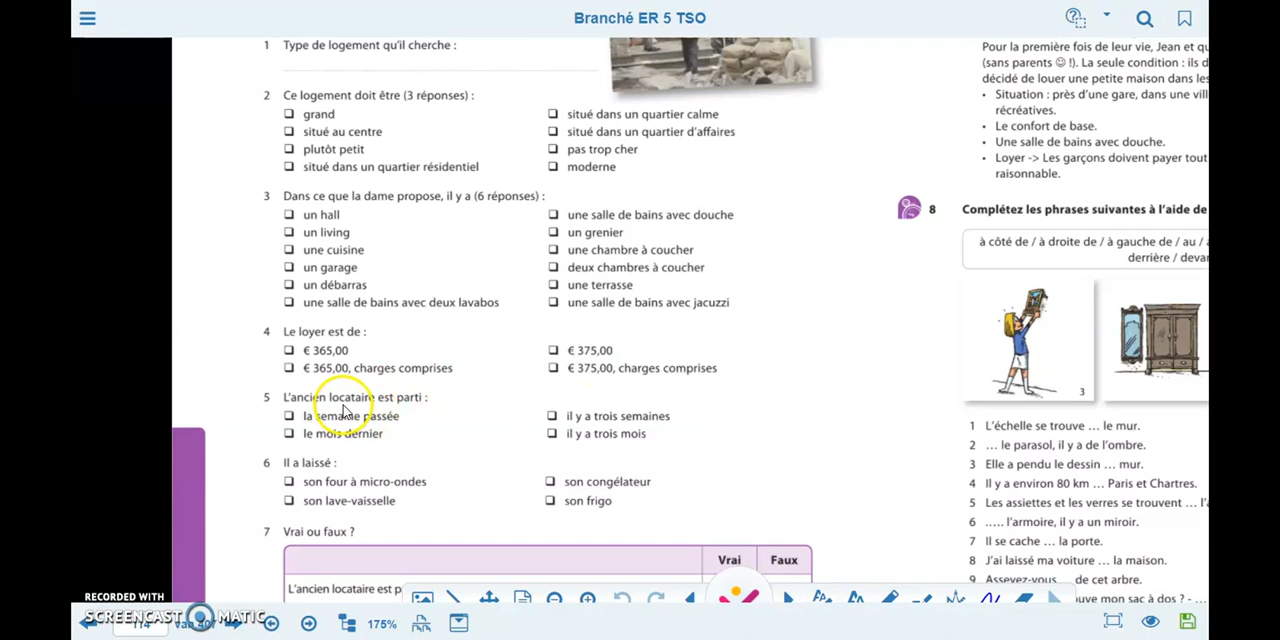 Branché ER 5 TSO
1 Type de logement qu'il cherche :
2 Ce logement doit être (3 réponses) :
grand
situé au centre
plutôt petit
situé dans un quartier résidentiel
situé dans un quartier calme
situé dans un quartier d'affaires
pas trop cher
moderne
3 Dans ce que la dame propose, il y a (6 réponses) :
un hall
un living
une cuisine
un garage
un débarras
une salle de bains avec deux lavabos
une salle de bains avec douche
un grenier
une chambre à coucher
deux chambres à coucher
une terrasse
une salle de bains avec jacuzzi
4 Le loyer est de :
€ 365,00
€ 365,00, charges comprises
€ 375,00
€ 375,00, charges comprises
5 L'ancien locataire est parti :
la semaine passée
le mois dernier
il y a trois semaines
il y a trois mois
6 Il a laissé :
son four à micro-ondes
son lave-vaisselle
son congélateur
son frigo
7 Vrai ou faux ?
Vrai Faux
L'ancien locataire est p
Pour la première fois de leur vie, Jean et qu
(sans parents ☺ !). La seule condition : ils d
décidé de louer une petite maison dans les
• Situation : près d'une gare, dans une vill
récréatives.
• Le confort de base.
• Une salle de bains avec douche.
• Loyer -> Les garçons doivent payer tout
raisonnable.
8 Complétez les phrases suivantes à l'aide de
à côté de / à droite de / à gauche de / au /
derrière / devan
3
1 L'échelle se trouve … le mur.
2 … le parasol, il y a de l'ombre.
3 Elle a pendu le dessin … mur.
4 Il y a environ 80 km … Paris et Chartres.
5 Les assiettes et les verres se trouvent … l'a
6 ….. l'armoire, il y a un miroir.
7 Il se cache … la porte.
8 J'ai laissé ma voiture … la maison.
9 Asseyez-vous … de cet arbre.
ouve mon sac à dos ? - …
RECORDED WITH
SCREENCAST MATIC
114 van 407
175%